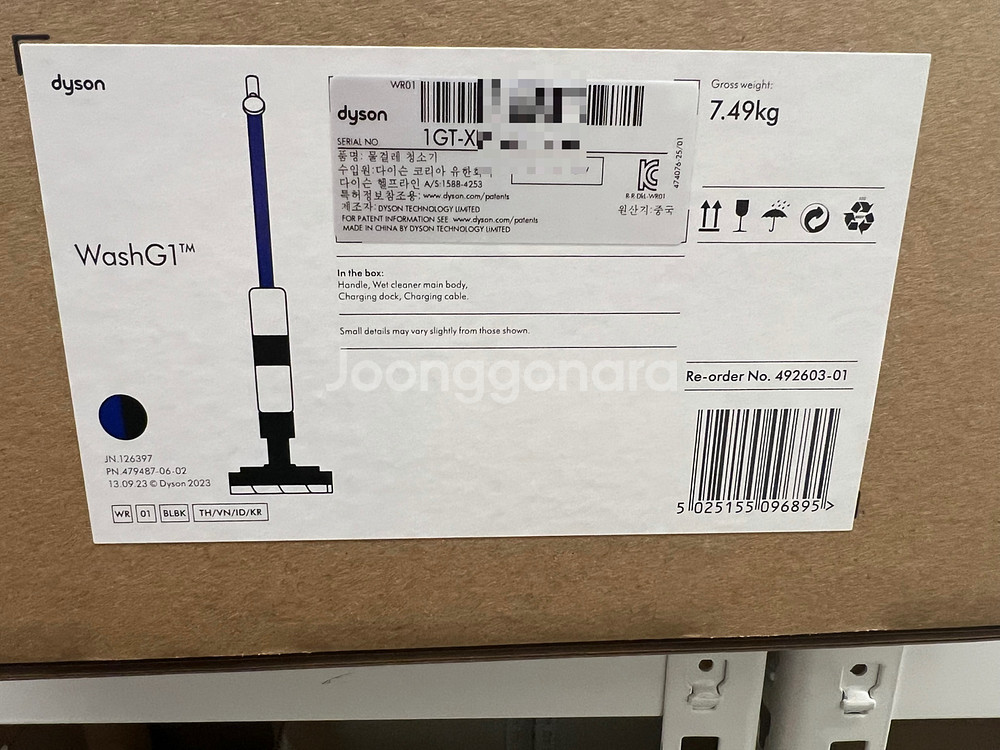 dyson
WashG1™
JN.126397
PN.479487-06-02
13.09.23 © Dyson 2023
WR 01 BLBK TH/VN/ID/KR
WR01
dyson
SERIAL NO 1GT-X
품명: 물걸레 청소기
수입원:다이슨 코리아 유한회
다이슨 헬프라인 A/S:1588-4253
특허정보참조용: www.dyson.com/patents
제조자: DYSON TECHNOLOGY LIMITED
FOR PATENT INFORMATION SEE www.dyson.com/patents
MADE IN CHINA BY DYSON TECHNOLOGY LIMITED
R-R-DkL-WR01
원산지:중국
474076-25/01
In the box:
Handle, Wet cleaner main body,
Charging dock, Charging cable.
Small details may vary slightly from those shown.
Gross weight:
7.49kg
Re-order No. 492603-01
5 025155 096895 >
Joonggonara